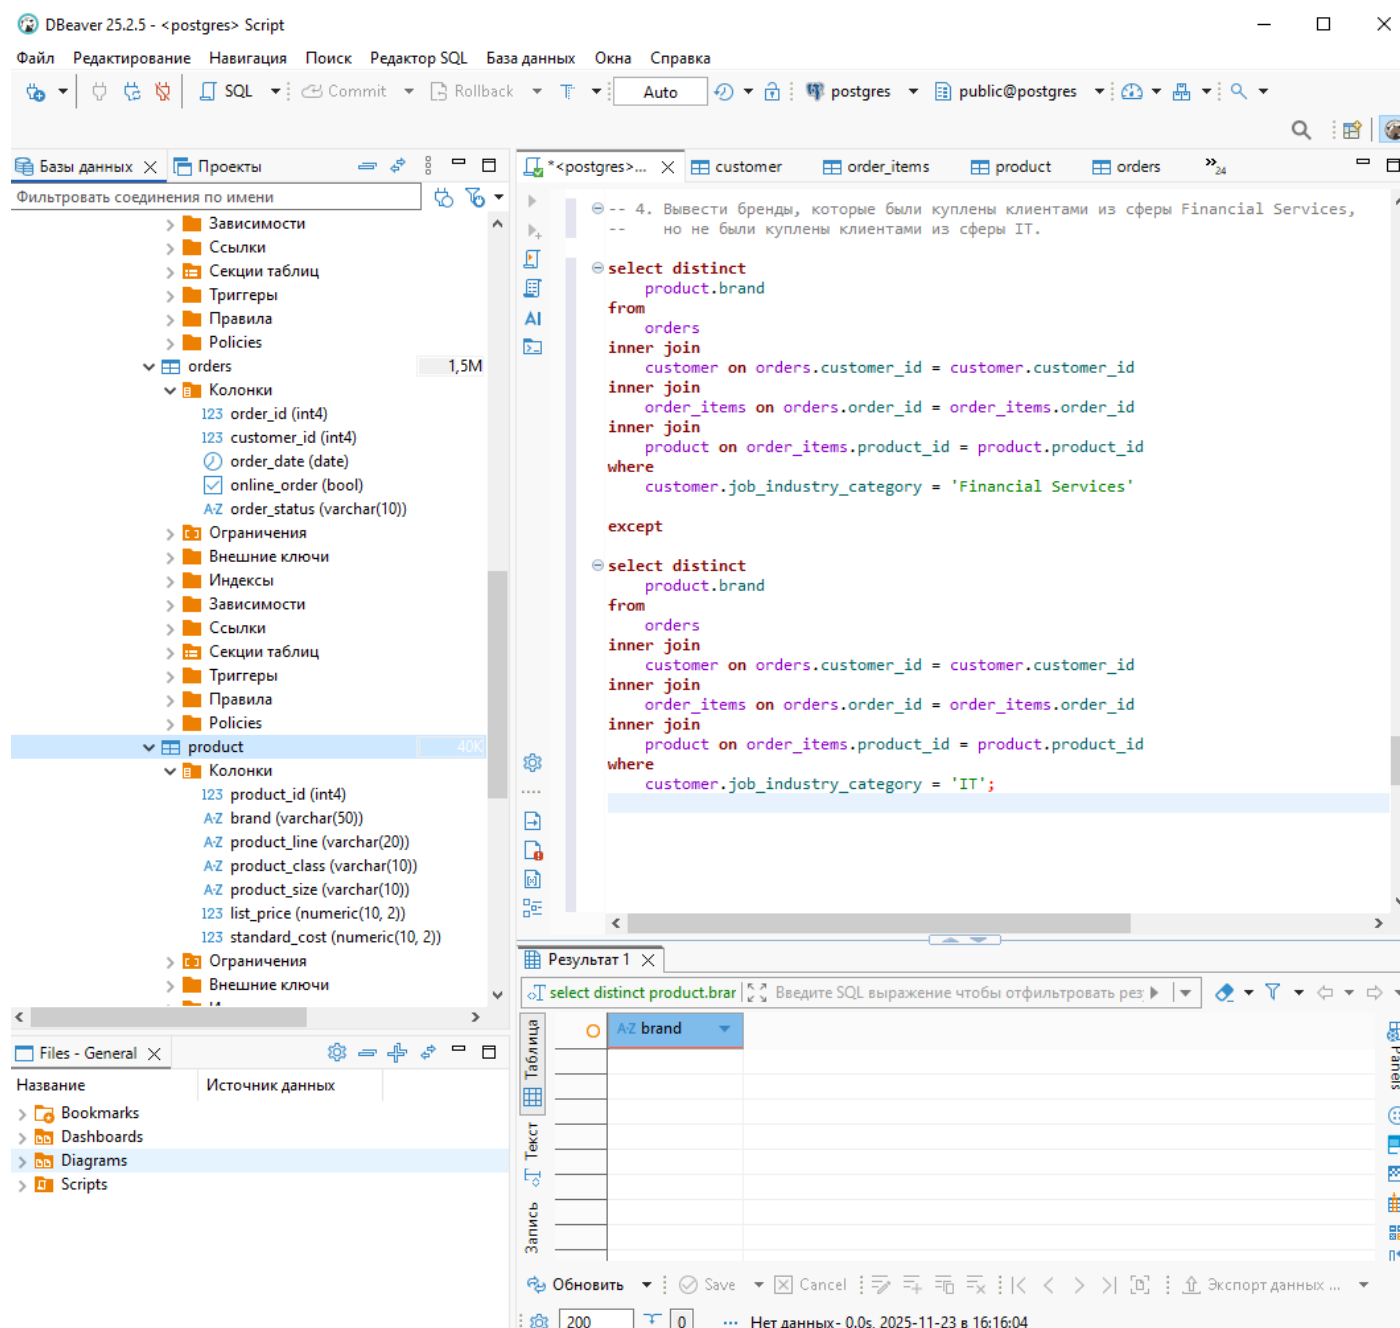 DBeaver 25.2.5 - <postgres> Script
Файл Редактирование Навигация Поиск Редактор SQL База данных Окна Справка
SQL Commit Rollback Auto postgres public@postgres
Базы данных Проекты
Фильтровать соединения по имени
Зависимости
Ссылки
Секции таблиц
Триггеры
Правила
Policies
orders 1,5M
Колонки
123 order_id (int4)
123 customer_id (int4)
order_date (date)
online_order (bool)
A-Z order_status (varchar(10))
Ограничения
Внешние ключи
Индексы
Зависимости
Ссылки
Секции таблиц
Триггеры
Правила
Policies
product 40K
Колонки
123 product_id (int4)
A-Z brand (varchar(50))
A-Z product_line (varchar(20))
A-Z product_class (varchar(10))
A-Z product_size (varchar(10))
123 list_price (numeric(10, 2))
123 standard_cost (numeric(10, 2))
Ограничения
Внешние ключи
Files - General
Название Источник данных
Bookmarks
Dashboards
Diagrams
Scripts
*<postgres>... customer order_items product orders »24
AI
-- 4. Вывести бренды, которые были куплены клиентами из сферы Financial Services,
-- но не были куплены клиентами из сферы IT.
select distinct
product.brand
from
orders
inner join
customer on orders.customer_id = customer.customer_id
inner join
order_items on orders.order_id = order_items.order_id
inner join
product on order_items.product_id = product.product_id
where
customer.job_industry_category = 'Financial Services'
except
select distinct
product.brand
from
orders
inner join
customer on orders.customer_id = customer.customer_id
inner join
order_items on orders.order_id = order_items.order_id
inner join
product on order_items.product_id = product.product_id
where
customer.job_industry_category = 'IT';
Результат 1
select distinct product.brar Введите SQL выражение чтобы отфильтровать рез
A-Z brand
Таблица
Текст
Запись
Panels
Обновить Save Cancel Экспорт данных ...
200 0 ... Нет данных - 0.0s, 2025-11-23 в 16:16:04